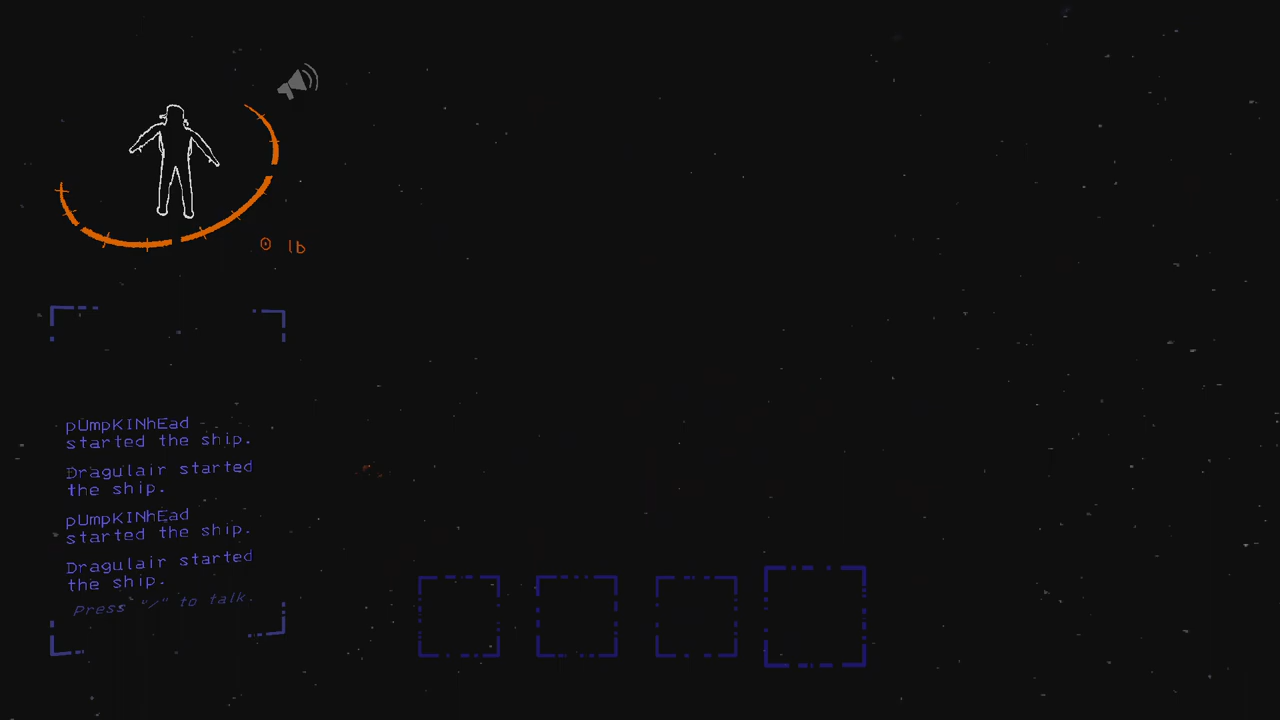 0 lb
pUmpKINhEad
started the ship.
Dragulair started
the ship.
pUmpKINhEad
started the ship.
Dragulair started
the ship.
Press "/" to talk.